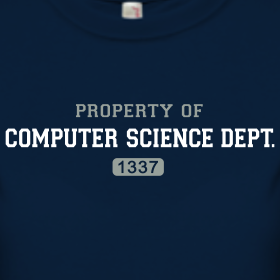 PROPERTY OF
COMPUTER SCIENCE DEPT.
1337